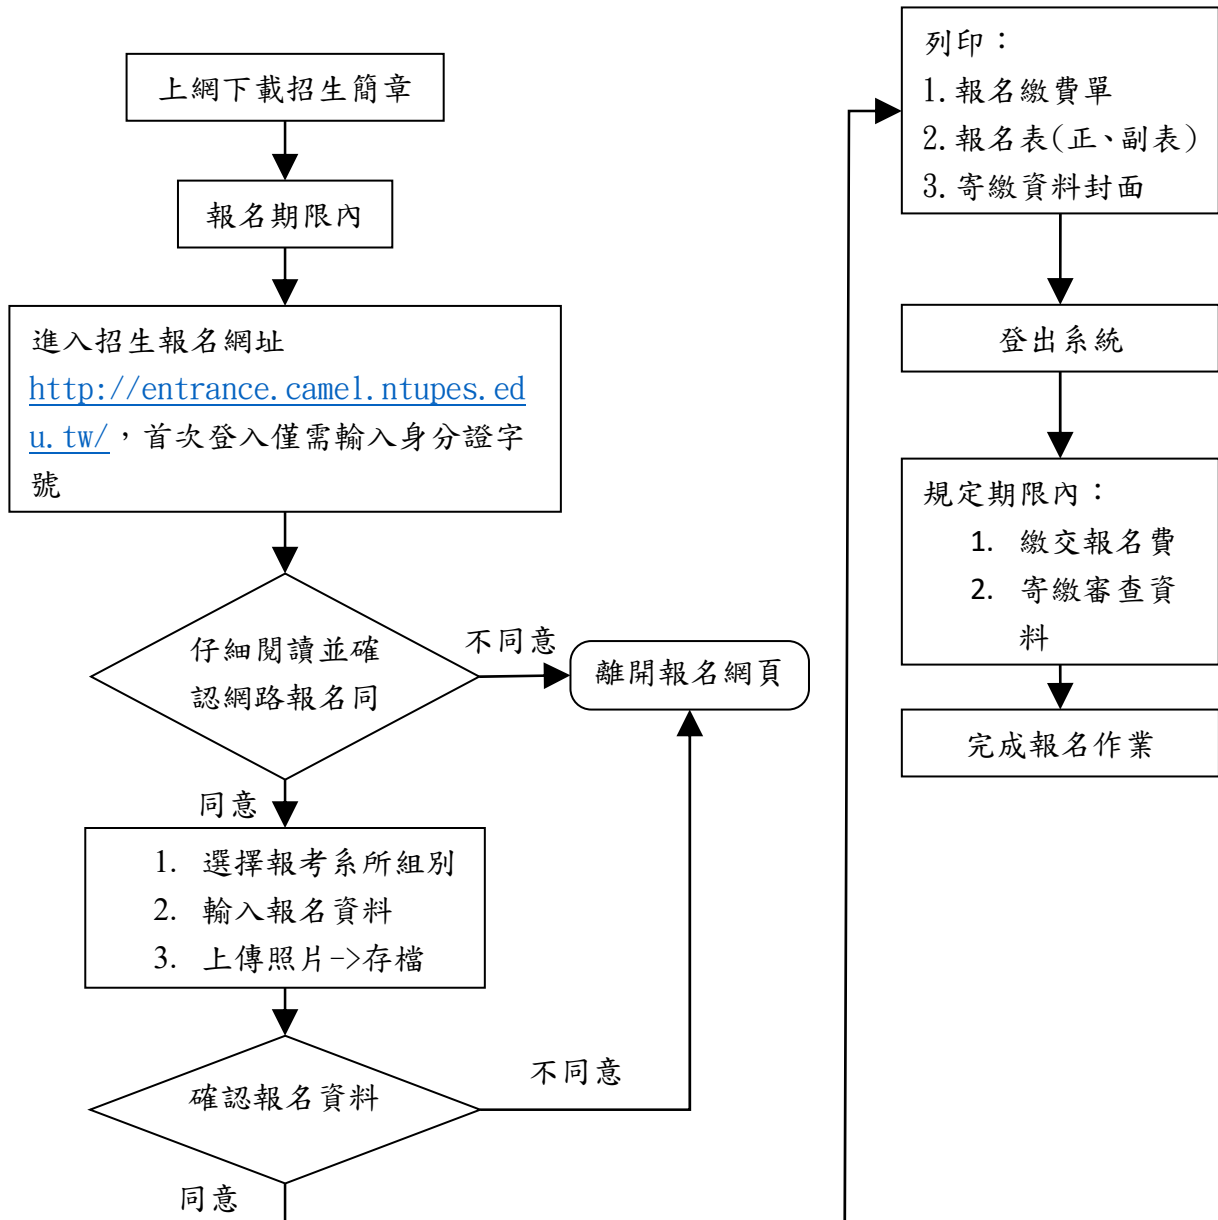 上網下載招生簡章
報名期限內
進入招生報名網址
http://entrance.camel.ntupes.ed
u.tw/，首次登入僅需輸入身分證字
號
仔細閱讀並確
認網路報名同
不同意
離開報名網頁
同意
1. 選擇報考系所組別
2. 輸入報名資料
3. 上傳照片->存檔
確認報名資料
不同意
同意
列印：
1.報名繳費單
2.報名表(正、副表)
3.寄繳資料封面
登出系統
規定期限內：
1. 繳交報名費
2. 寄繳審查資
料
完成報名作業